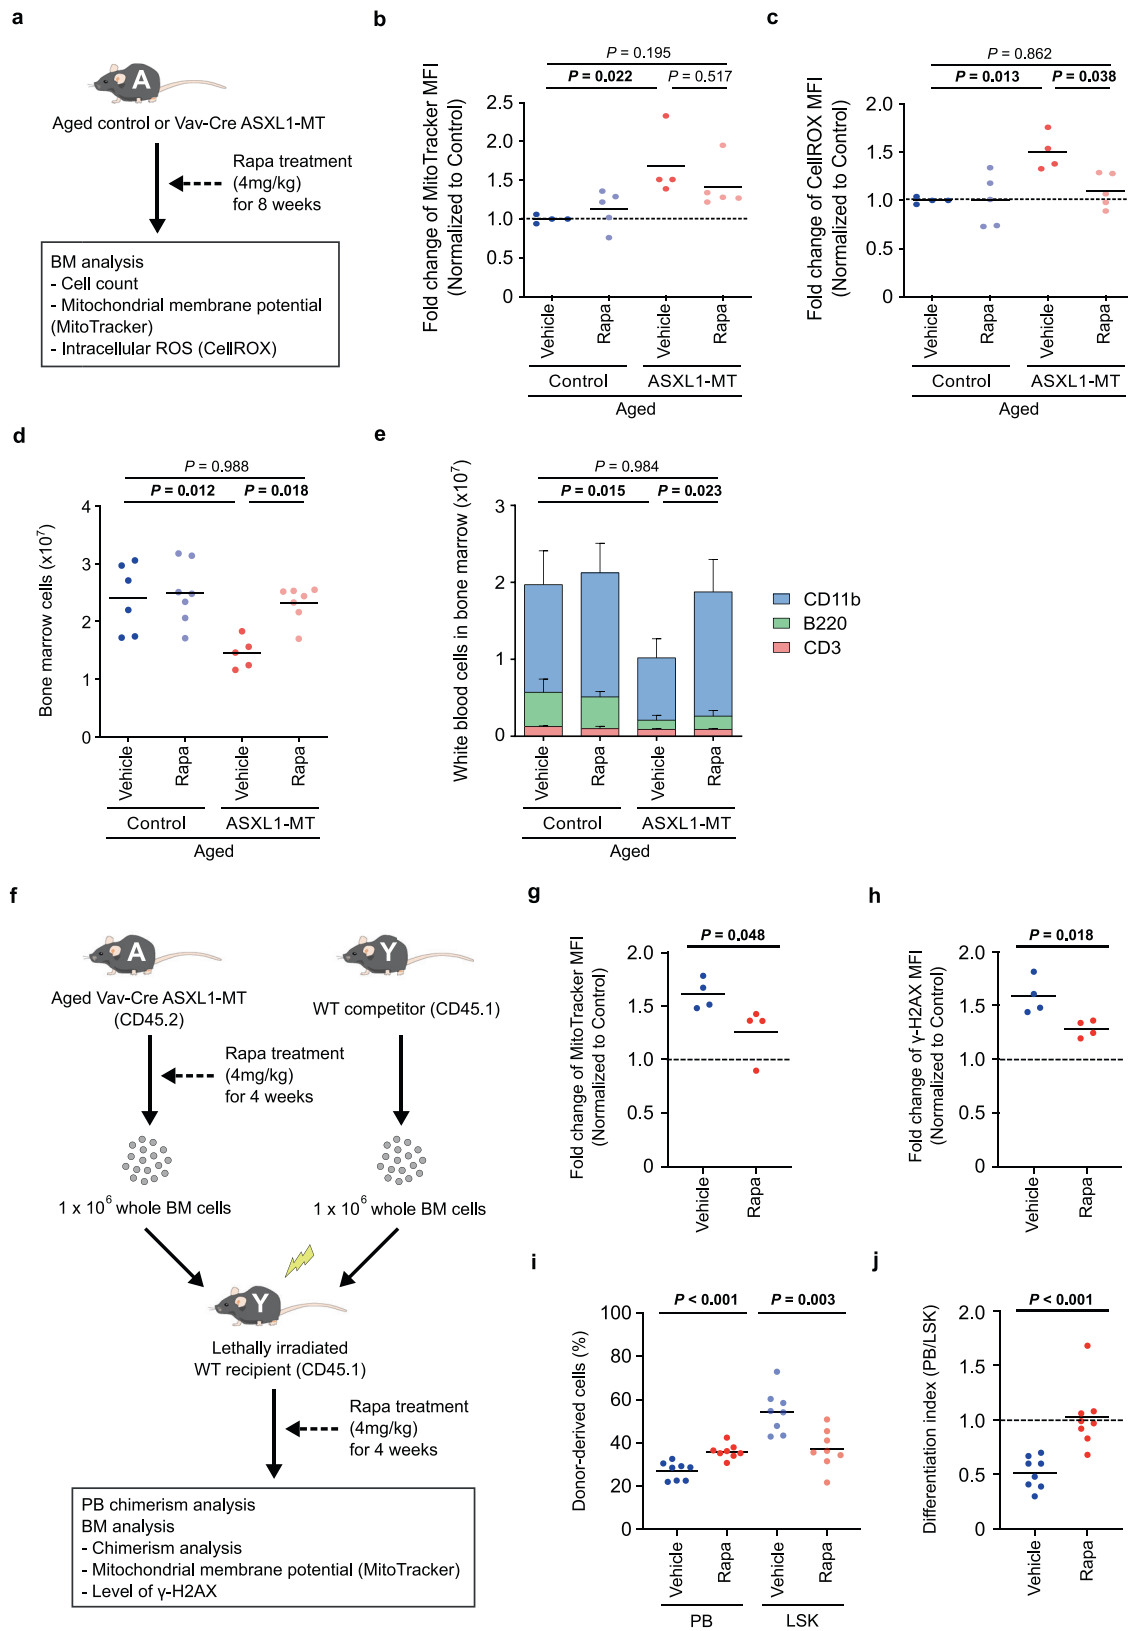 a
A
Aged control or Vav-Cre ASXL1-MT
Rapa treatment
(4mg/kg)
for 8 weeks
BM analysis
- Cell count
- Mitochondrial membrane potential
(MitoTracker)
- Intracellular ROS (CellROX)
b
P = 0.195
P = 0.022
P = 0.517
Fold change of MitoTracker MFI
(Normalized to Control)
2.5
2.0
1.5
1.0
0.5
0
Vehicle
Rapa
Vehicle
Rapa
Control
ASXL1-MT
Aged
c
P = 0.862
P = 0.013
P = 0.038
Fold change of CellROX MFI
(Normalized to Control)
2.0
1.5
1.0
0.5
0
Vehicle
Rapa
Vehicle
Rapa
Control
ASXL1-MT
Aged
d
P = 0.988
P = 0.012
P = 0.018
Bone marrow cells (x10⁷)
4
3
2
1
0
Vehicle
Rapa
Vehicle
Rapa
Control
ASXL1-MT
Aged
e
P = 0.984
P = 0.015
P = 0.023
White blood cells in bone marrow (x10⁷)
3
2
1
0
CD11b
B220
CD3
Vehicle
Rapa
Vehicle
Rapa
Control
ASXL1-MT
Aged
f
A
Y
Aged Vav-Cre ASXL1-MT
(CD45.2)
WT competitor (CD45.1)
Rapa treatment
(4mg/kg)
for 4 weeks
1 x 10⁶ whole BM cells
1 x 10⁶ whole BM cells
Y
Lethally irradiated
WT recipient (CD45.1)
Rapa treatment
(4mg/kg)
for 4 weeks
PB chimerism analysis
BM analysis
- Chimerism analysis
- Mitochondrial membrane potential (MitoTracker)
- Level of γ-H2AX
g
P = 0.048
Fold change of MitoTracker MFI
(Normalized to Control)
2.0
1.5
1.0
0.5
0
Vehicle
Rapa
h
P = 0.018
Fold change of γ-H2AX MFI
(Normalized to Control)
2.0
1.5
1.0
0.5
0
Vehicle
Rapa
i
P < 0.001
P = 0.003
Donor-derived cells (%)
100
80
60
40
20
0
Vehicle
Rapa
Vehicle
Rapa
PB
LSK
j
P < 0.001
Differentiation index (PB/LSK)
2.0
1.5
1.0
0.5
0
Vehicle
Rapa